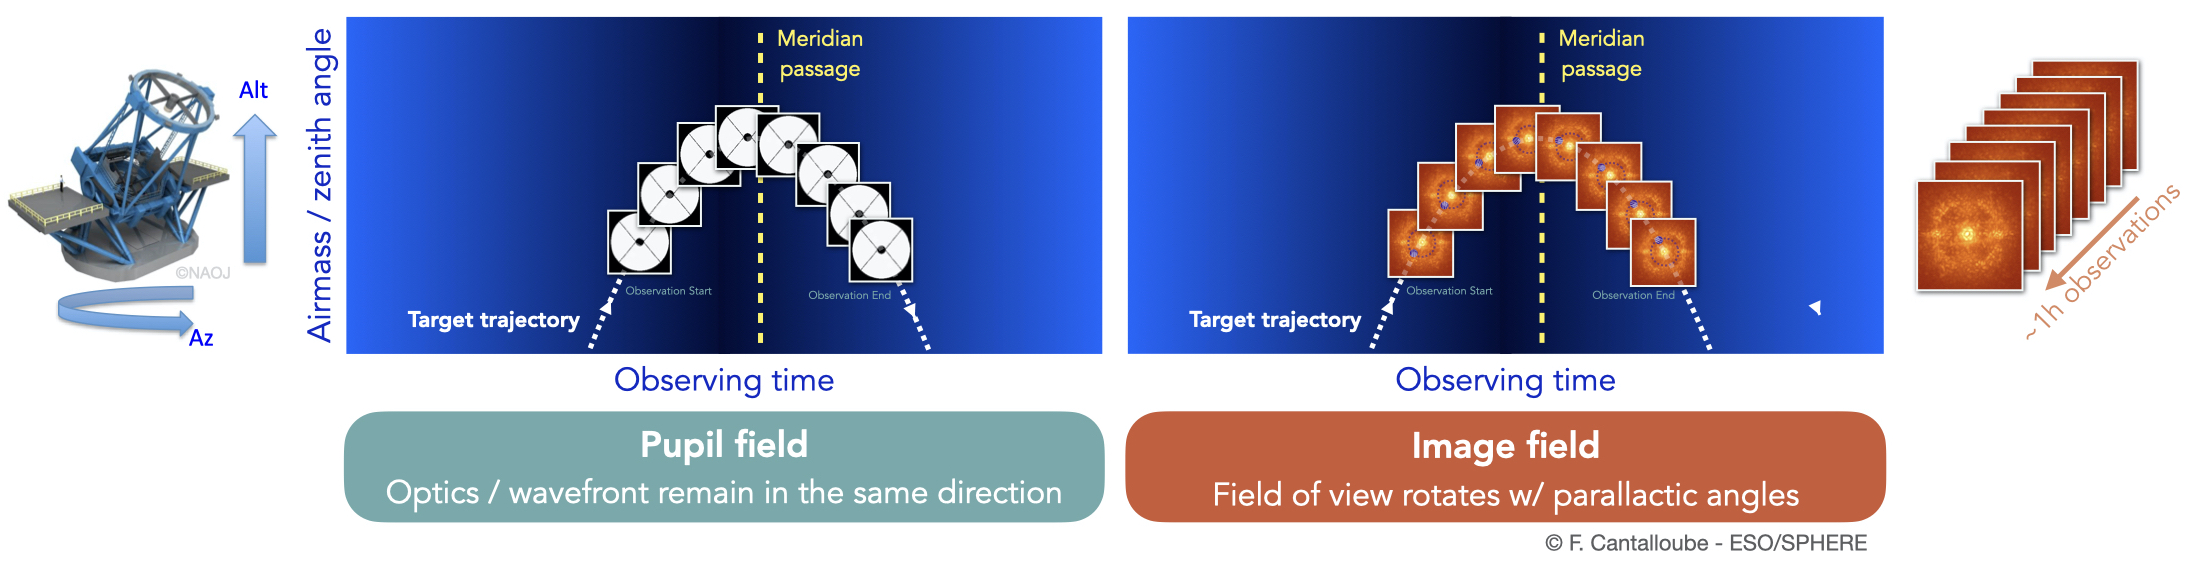 Alt
©NAOJ
Az
Airmass / zenith angle
Meridian
passage
Observation Start
Observation End
Target trajectory
Observing time
Pupil field
Optics / wavefront remain in the same direction
Meridian
passage
Observation Start
Observation End
Target trajectory
Observing time
Image field
Field of view rotates w/ parallactic angles
~1h observations
© F. Cantalloube - ESO/SPHERE